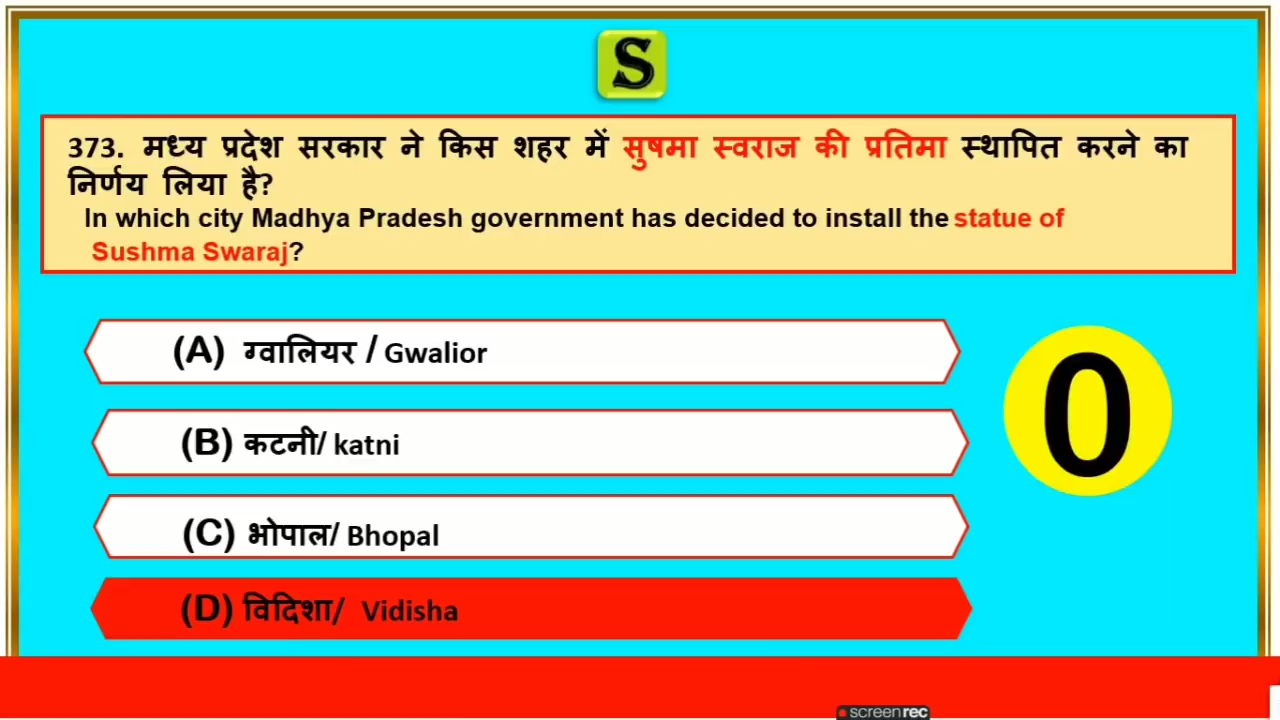 S
373. मध्य प्रदेश सरकार ने किस शहर में सुषमा स्वराज की प्रतिमा स्थापित करने का
निर्णय लिया है?
In which city Madhya Pradesh government has decided to install the statue of
Sushma Swaraj?
(A) ग्वालियर / Gwalior
(B) कटनी/ katni
(C) भोपाल/ Bhopal
(D) विदिशा/ Vidisha
0
screenrec